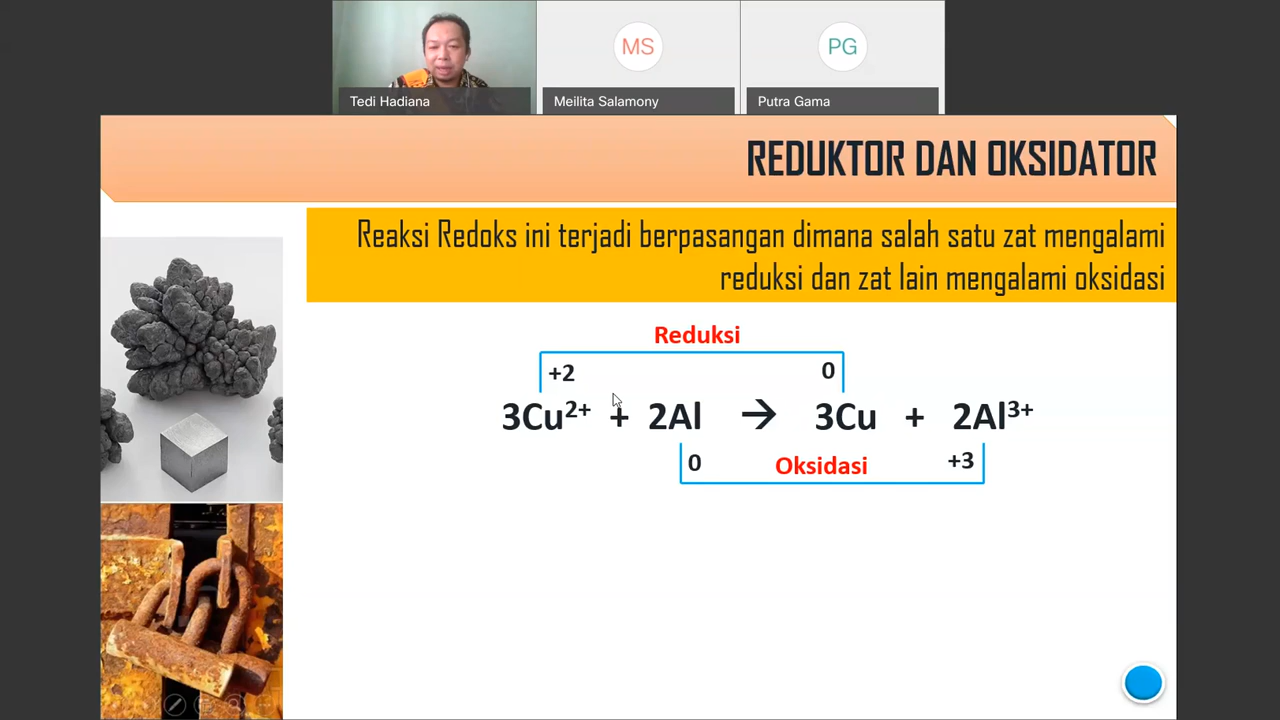 MS
PG
Tedi Hadiana
Meilita Salamony
Putra Gama
REDUKTOR DAN OKSIDATOR
Reaksi Redoks ini terjadi berpasangan dimana salah satu zat mengalami
reduksi dan zat lain mengalami oksidasi
Reduksi
+2 0
3Cu²⁺ + 2Al → 3Cu + 2Al³⁺
0 Oksidasi +3